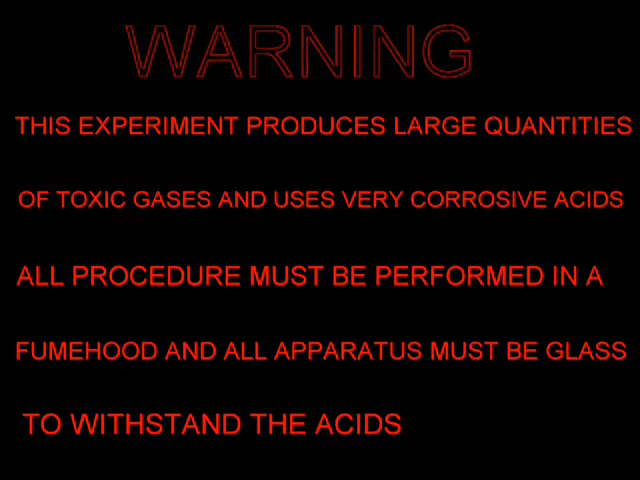 WARNING
THIS EXPERIMENT PRODUCES LARGE QUANTITIES
OF TOXIC GASES AND USES VERY CORROSIVE ACIDS
ALL PROCEDURE MUST BE PERFORMED IN A
FUMEHOOD AND ALL APPARATUS MUST BE GLASS
TO WITHSTAND THE ACIDS